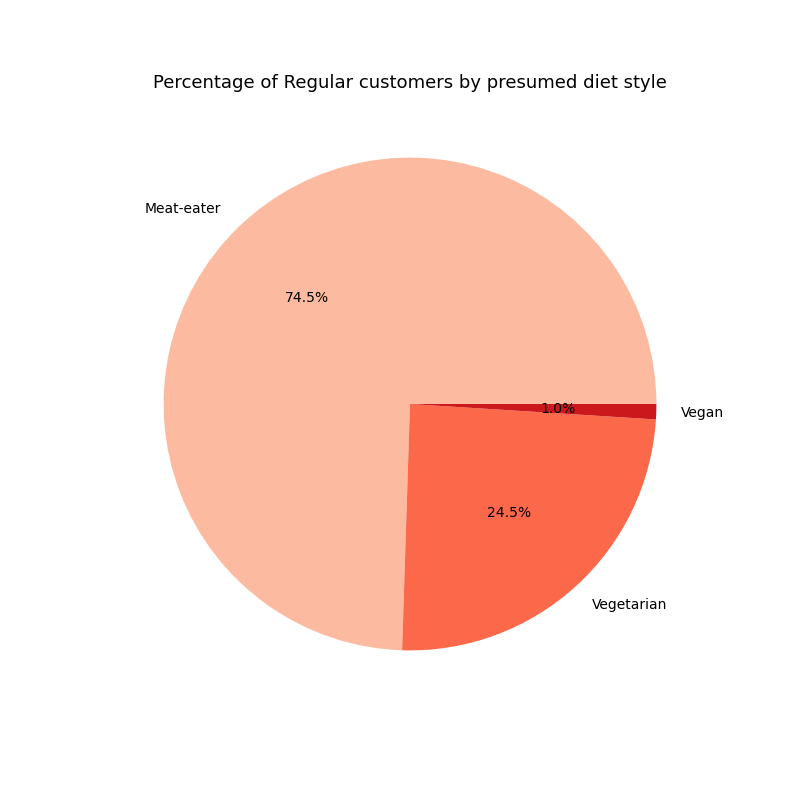 Percentage of Regular customers by presumed diet style
Meat-eater
74.5%
1.0%
Vegan
24.5%
Vegetarian